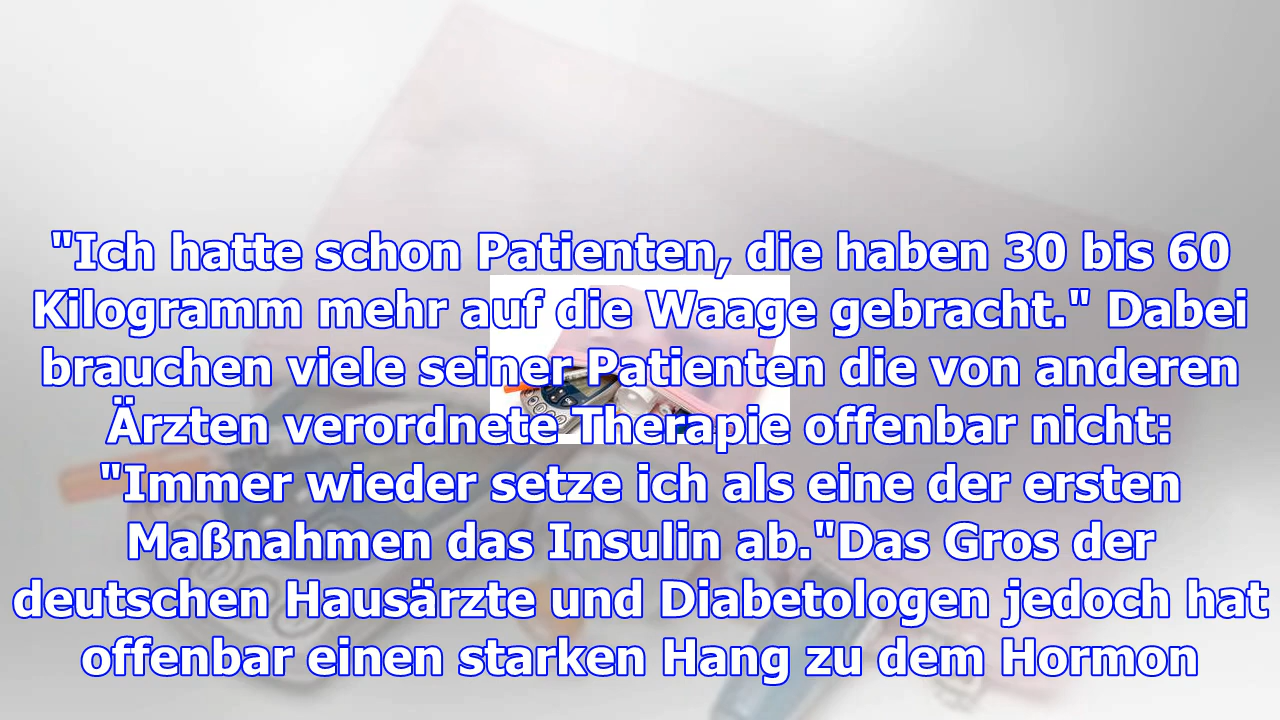 "Ich hatte schon Patienten, die haben 30 bis 60
Kilogramm mehr auf die Waage gebracht." Dabei
brauchen viele seiner Patienten die von anderen
Ärzten verordnete Therapie offenbar nicht:
"Immer wieder setze ich als eine der ersten
Maßnahmen das Insulin ab."Das Gros der
deutschen Hausärzte und Diabetologen jedoch hat
offenbar einen starken Hang zu dem Hormon